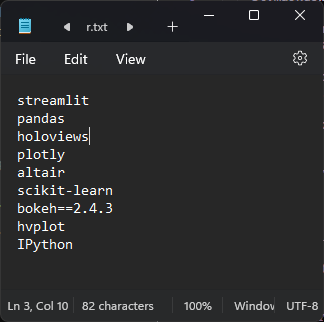 r.txt
File Edit View
streamlit
pandas
holoviews
plotly
altair
scikit-learn
bokeh==2.4.3
hvplot
IPython
Ln 3, Col 10 82 characters 100% Window UTF-8